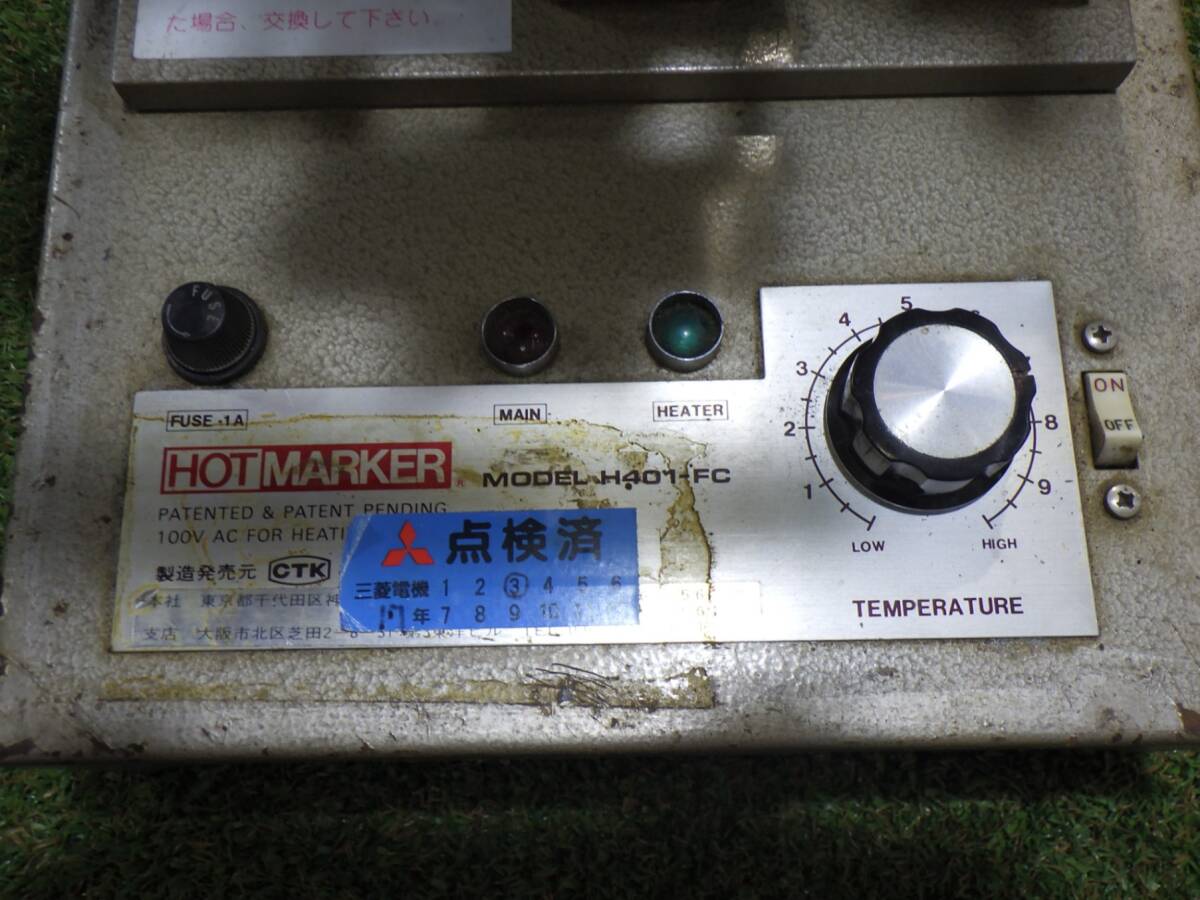 た場合、交換して下さい。
FUSE
5
4
3
2
1
8
9
LOW
HIGH
TEMPERATURE
ON
OFF
FUSE 1A
MAIN
HEATER
HOTMARKER
MODEL H401-FC
PATENTED & PATENT PENDING
100V AC FOR HEATI
製造発売元 CTK
本社 東京都千代田区神
支店 大阪市北区芝田2-8-31
点検済
三菱電機 1 2 3 4 5 6
年 7 8 9 10